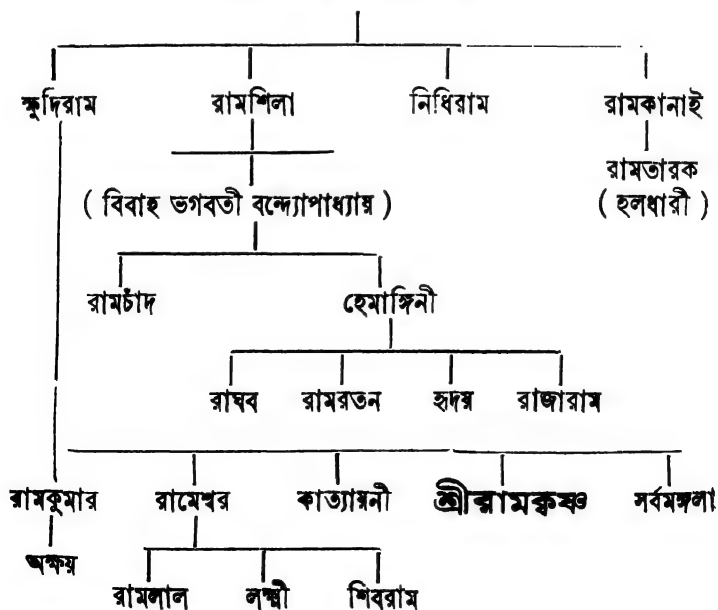 ক্ষুদিরাম রামশিলা নিধিরাম রামকানাই
রামতারক
( বিবাহ ভগবতী বন্দ্যোপাধ্যায় ) ( হলধারী )
রামচাঁদ হেমাঙ্গিনী
রাঘব রামরতন হৃদয় রাজারাম
রামকুমার রামেশ্বর কাত্যায়নী শ্রীরামকৃষ্ণ সর্বমঙ্গলা
অক্ষয়
রামলাল লক্ষ্মী শিবরাম